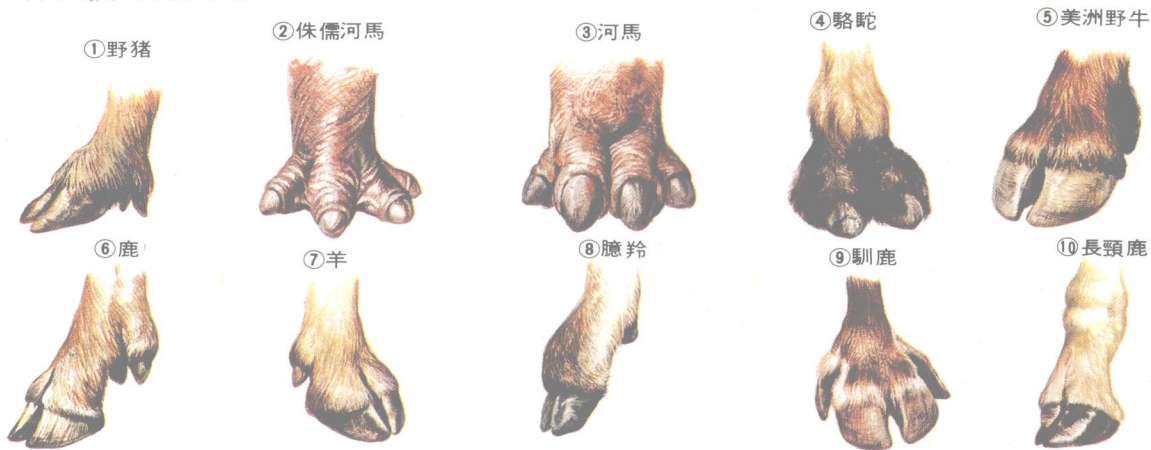 ①野猪
②侏儒河馬
③河馬
④駱駝
⑤美洲野牛
⑥鹿
⑦羊
⑧臆羚
⑨馴鹿
⑩長頸鹿